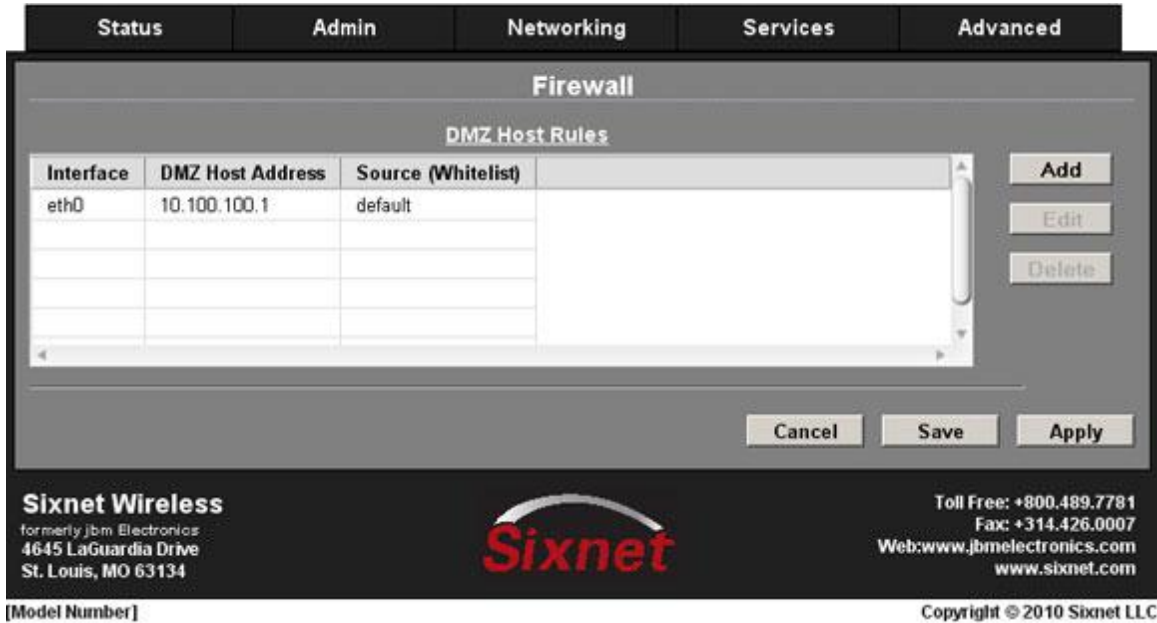 Status Admin Networking Services Advanced
Firewall
DMZ Host Rules
Interface DMZ Host Address Source (Whitelist)
eth0 10.100.100.1 default
Add
Edit
Delete
Cancel Save Apply
Sixnet Wireless
formerly jbm Electronics
4645 LaGuardia Drive
St. Louis, MO 63134
Sixnet
Toll Free: +800.489.7781
Fax: +314.426.0007
Web:www.jbmelectronics.com
www.sixnet.com
[Model Number]
Copyright © 2010 Sixnet LLC